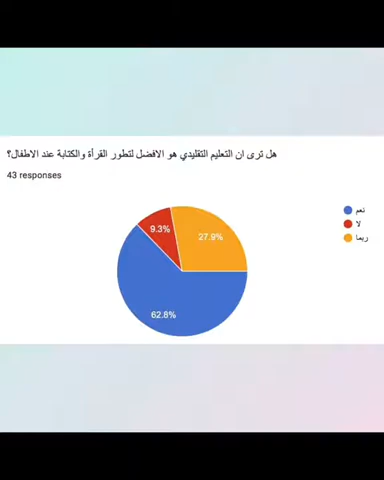 هل ترى ان التعليم التقليدي هو الافضل لتطور القرأة والكتابة عند الاطفال؟
43 responses
نعم
لا
ربما
9.3%
27.9%
62.8%